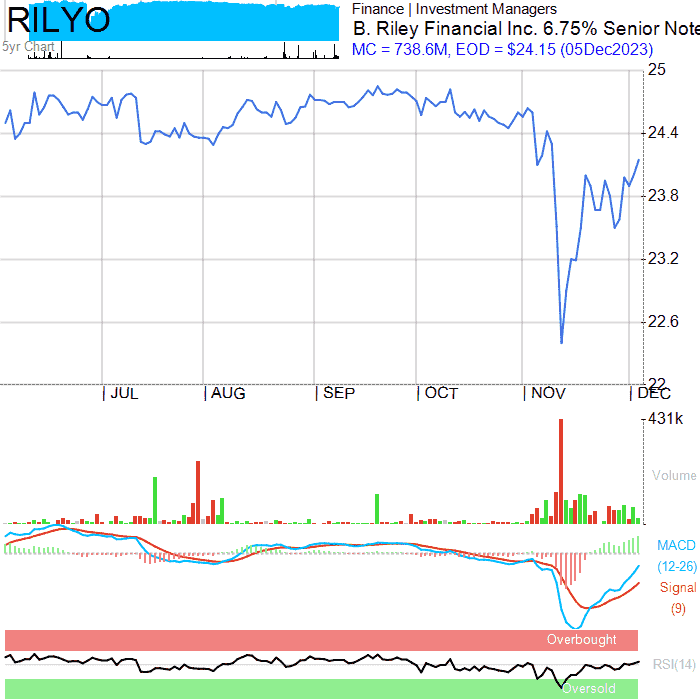 RILYO
5yr Chart
Finance | Investment Managers
B. Riley Financial Inc. 6.75% Senior Note
MC = 738.6M, EOD = $24.15 (05Dec2023)
25
24.4
23.8
23.2
22.6
22
| JUL | AUG | SEP | OCT | NOV | DEC
431k
Volume
MACD
(12-26)
Signal
(9)
Overbought
RSI(14)
Oversold